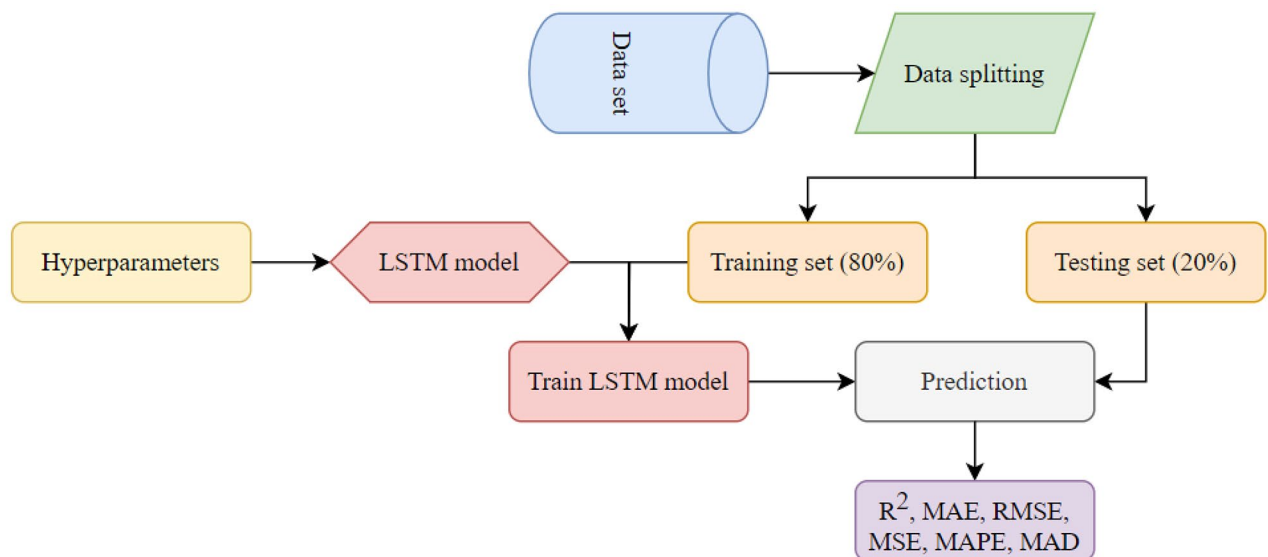 Data set
Data splitting
Hyperparameters
LSTM model
Training set (80%)
Testing set (20%)
Train LSTM model
Prediction
R², MAE, RMSE,
MSE, MAPE, MAD